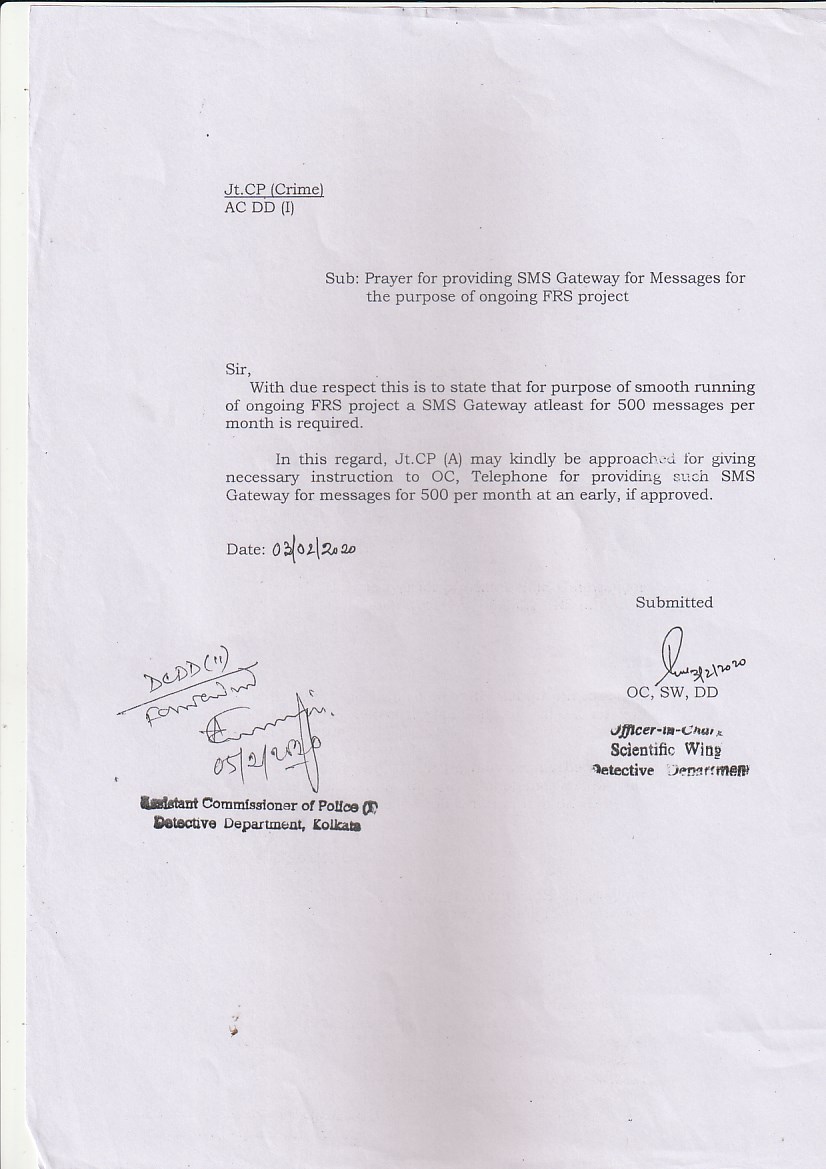 Jt.CP (Crime)
AC DD (I)
Sub: Prayer for providing SMS Gateway for Messages for
the purpose of ongoing FRS project
Sir,
With due respect this is to state that for purpose of smooth running
of ongoing FRS project a SMS Gateway atleast for 500 messages per
month is required.
In this regard, Jt.CP (A) may kindly be approached for giving
necessary instruction to OC, Telephone for providing such SMS
Gateway for messages for 500 per month at an early, if approved.
Date: 03/02/2020
Submitted
3/2/2020
OC, SW, DD
Officer-in-Char
Scientific Wing
Detective Department
DCDD(II)
Forwarded
05/2/2020
Assistant Commissioner of Police (I)
Detective Department, Kolkata